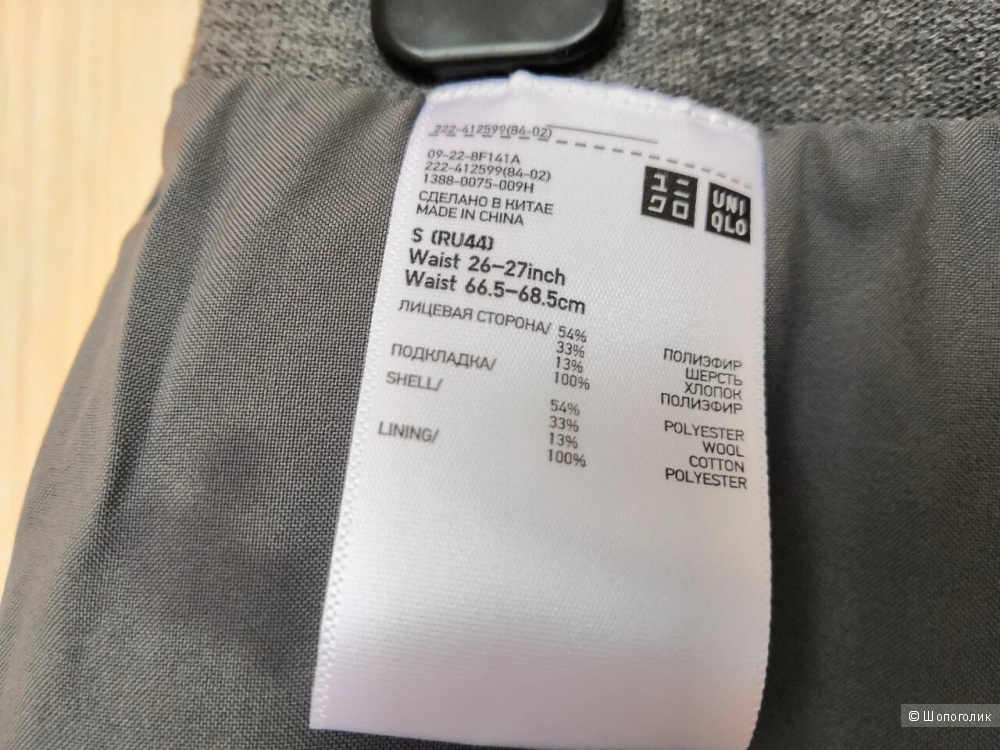 222-412599(84-02)
09-22-8F141A
222-412599(84-02)
1388-0075-009H
СДЕЛАНО В КИТАЕ
MADE IN CHINA
ユニ
クロ
UNI
QLO
S (RU44)
Waist 26–27inch
Waist 66.5–68.5cm
ЛИЦЕВАЯ СТОРОНА/ 54% ПОЛИЭФИР
33% ШЕРСТЬ
13% ХЛОПОК
ПОДКЛАДКА/ 100% ПОЛИЭФИР
SHELL/ 54% POLYESTER
33% WOOL
13% COTTON
LINING/ 100% POLYESTER
© Шопоголик